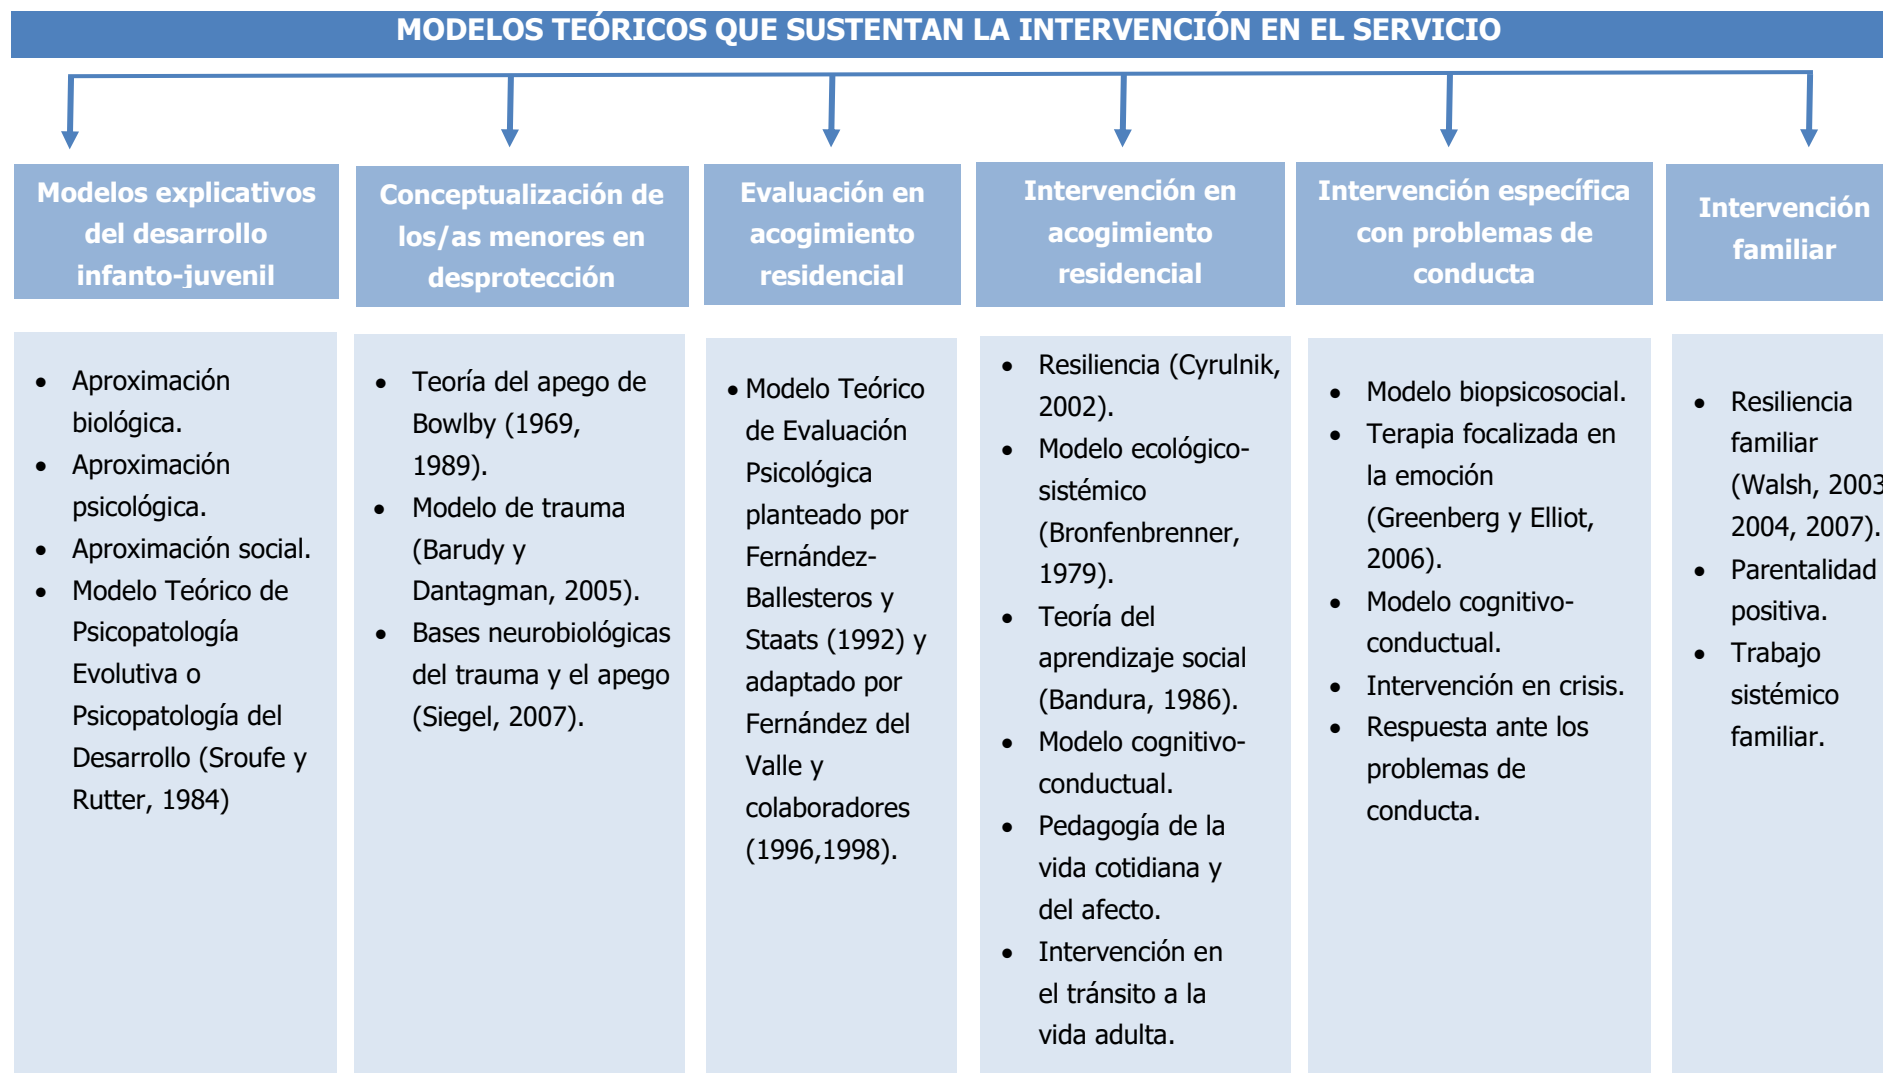 MODELOS TEÓRICOS QUE SUSTENTAN LA INTERVENCIÓN EN EL SERVICIO
Modelos explicativos
del desarrollo
infanto-juvenil
• Aproximación
biológica.
• Aproximación
psicológica.
• Aproximación social.
• Modelo Teórico de
Psicopatología
Evolutiva o
Psicopatología del
Desarrollo (Sroufe y
Rutter, 1984)
Conceptualización de
los/as menores en
desprotección
• Teoría del apego de
Bowlby (1969,
1989).
• Modelo de trauma
(Barudy y
Dantagman, 2005).
• Bases neurobiológicas
del trauma y el apego
(Siegel, 2007).
Evaluación en
acogimiento
residencial
• Modelo Teórico
de Evaluación
Psicológica
planteado por
Fernández-
Ballesteros y
Staats (1992) y
adaptado por
Fernández del
Valle y
colaboradores
(1996,1998).
Intervención en
acogimiento
residencial
• Resiliencia (Cyrulnik,
2002).
• Modelo ecológico-
sistémico
(Bronfenbrenner,
1979).
• Teoría del
aprendizaje social
(Bandura, 1986).
• Modelo cognitivo-
conductual.
• Pedagogía de la
vida cotidiana y
del afecto.
• Intervención en
el tránsito a la
vida adulta.
Intervención específica
con problemas de
conducta
• Modelo biopsicosocial.
• Terapia focalizada en
la emoción
(Greenberg y Elliot,
2006).
• Modelo cognitivo-
conductual.
• Intervención en crisis.
• Respuesta ante los
problemas de
conducta.
Intervención
familiar
• Resiliencia
familiar
(Walsh, 2003
2004, 2007).
• Parentalidad
positiva.
• Trabajo
sistémico
familiar.